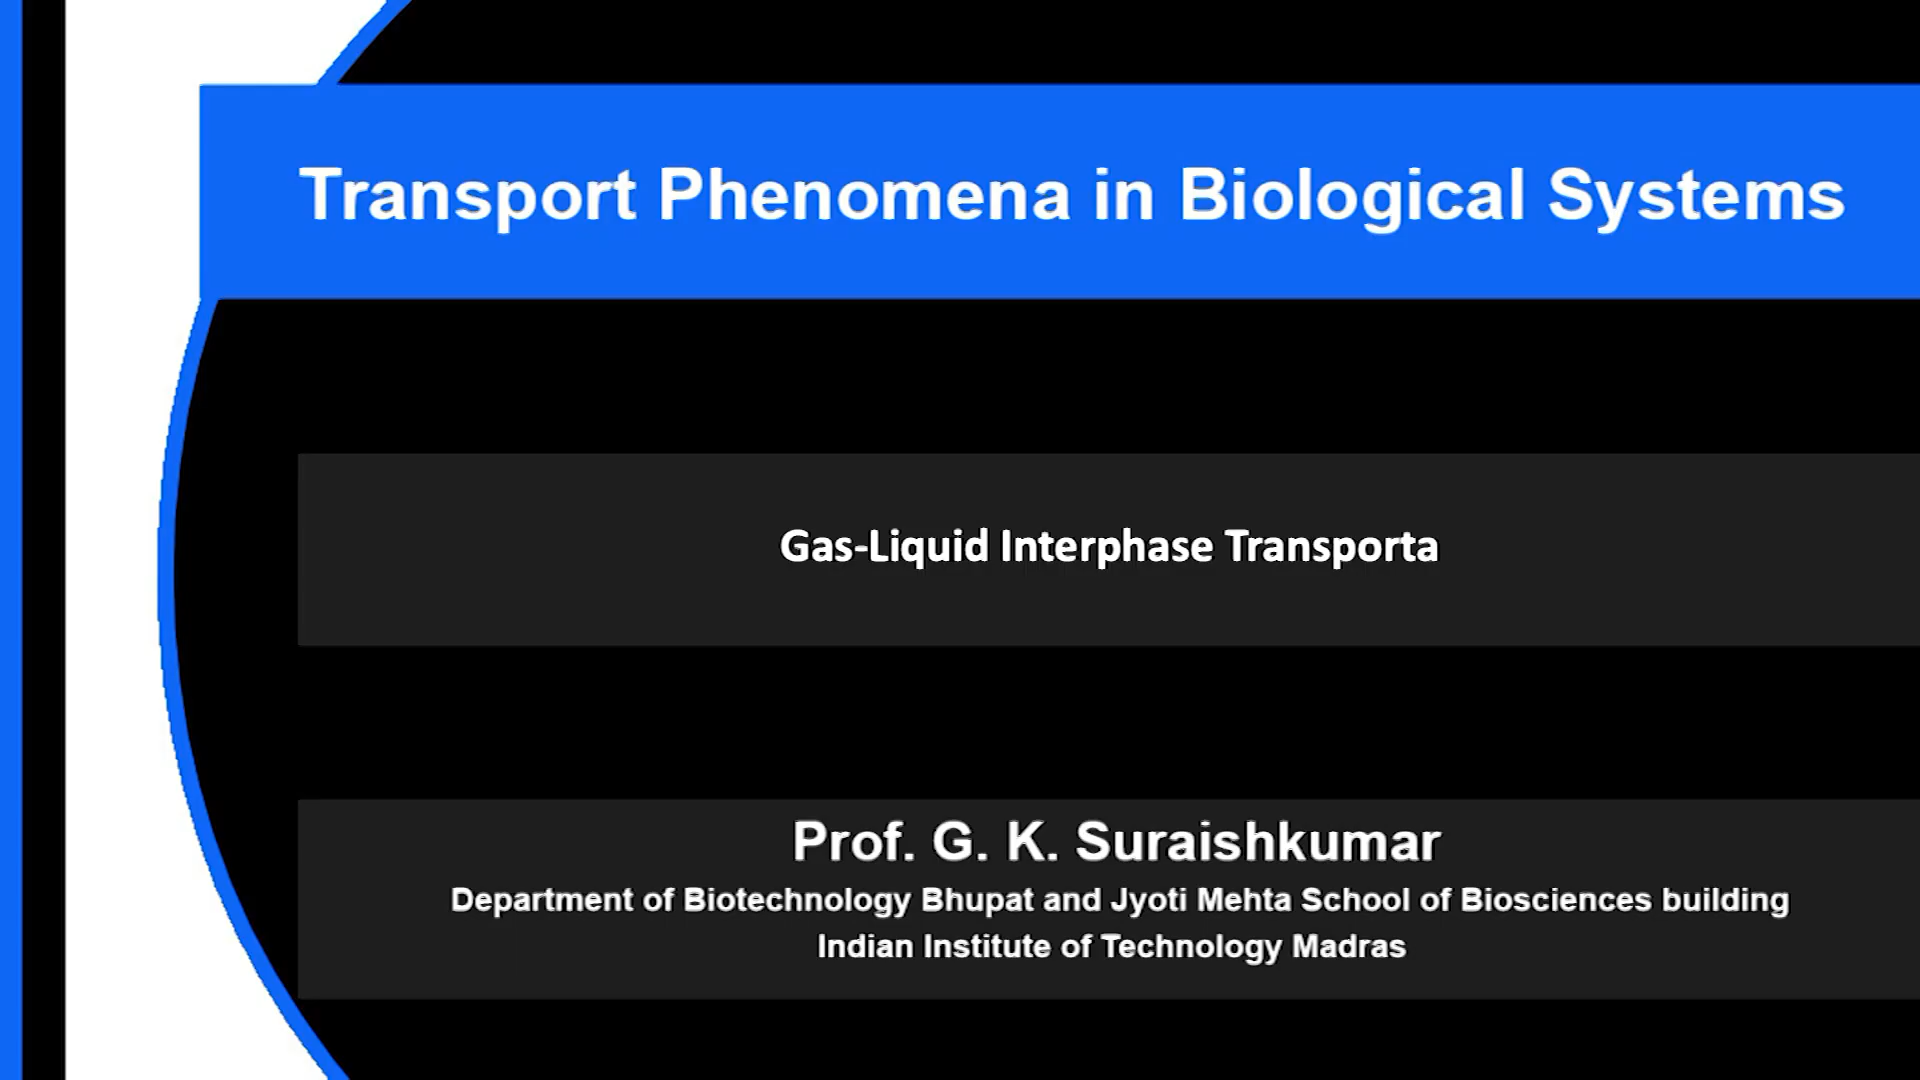 Transport Phenomena in Biological Systems
Gas-Liquid Interphase Transporta
Prof. G. K. Suraishkumar
Department of Biotechnology Bhupat and Jyoti Mehta School of Biosciences building
Indian Institute of Technology Madras